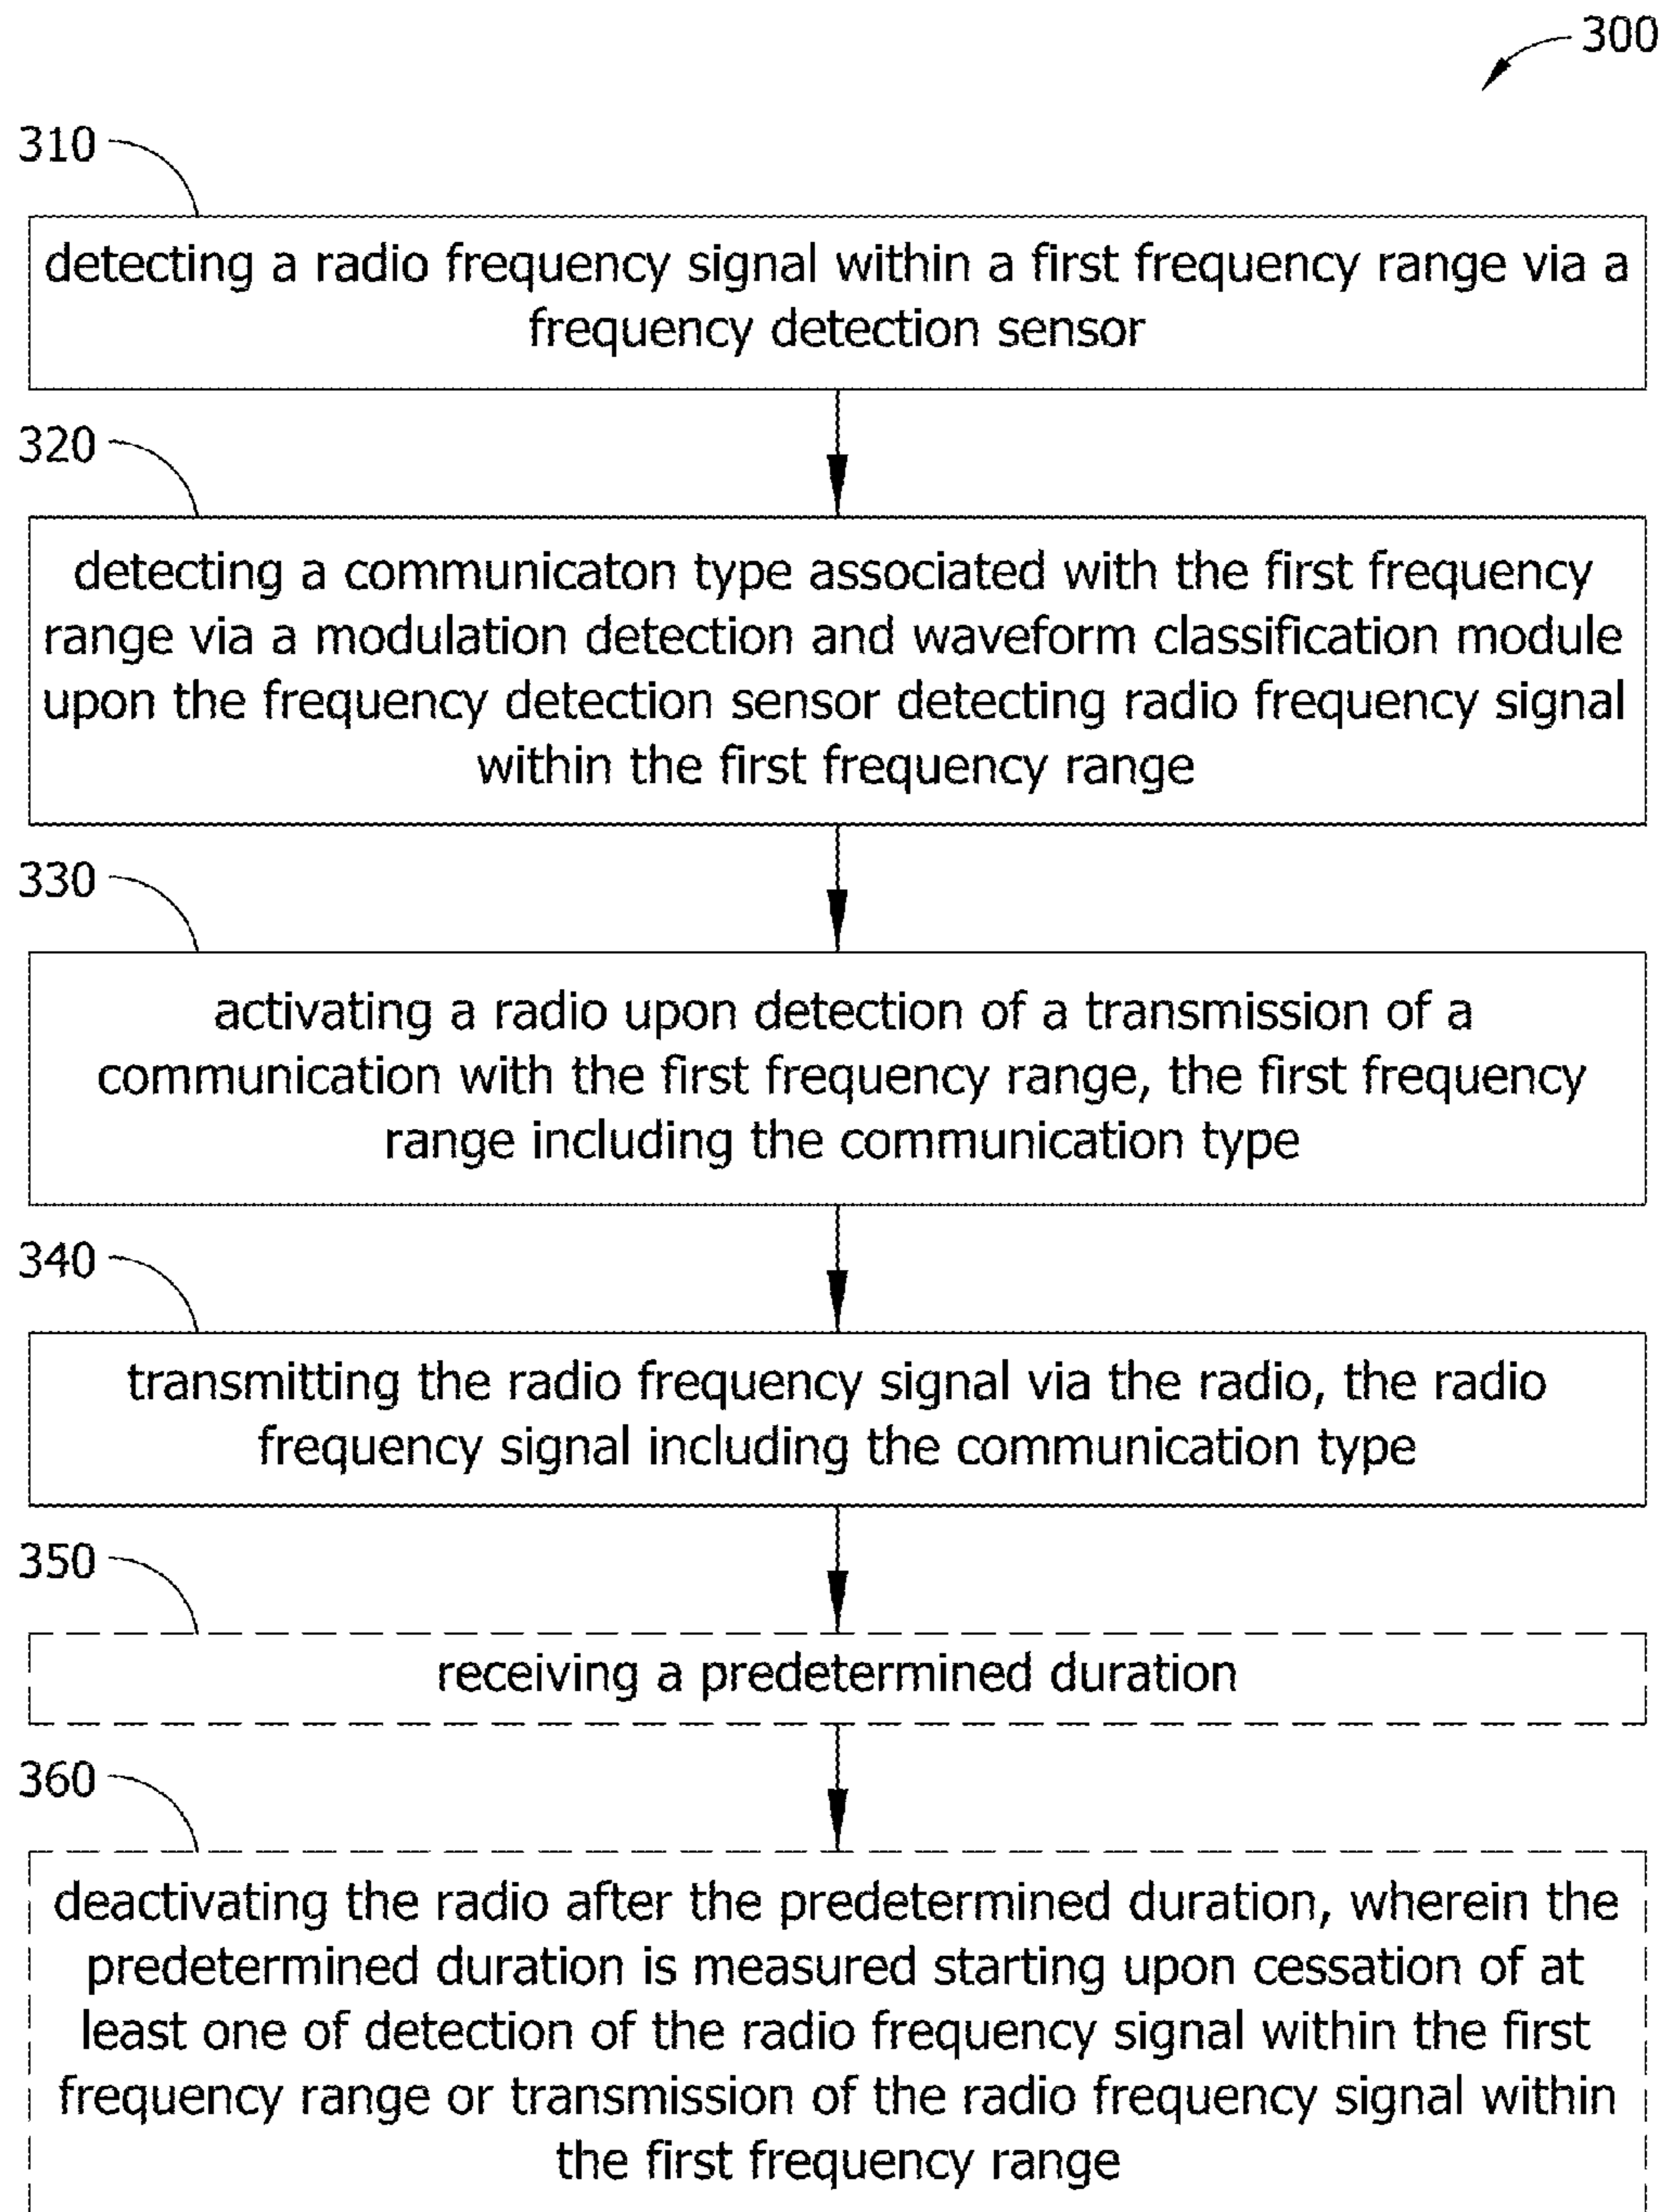 300
310
detecting a radio frequency signal within a first frequency range via a
frequency detection sensor
320
detecting a communicaton type associated with the first frequency
range via a modulation detection and waveform classification module
upon the frequency detection sensor detecting radio frequency signal
within the first frequency range
330
activating a radio upon detection of a transmission of a
communication with the first frequency range, the first frequency
range including the communication type
340
transmitting the radio frequency signal via the radio, the radio
frequency signal including the communication type
350
receiving a predetermined duration
360
deactivating the radio after the predetermined duration, wherein the
predetermined duration is measured starting upon cessation of at
least one of detection of the radio frequency signal within the first
frequency range or transmission of the radio frequency signal within
the first frequency range